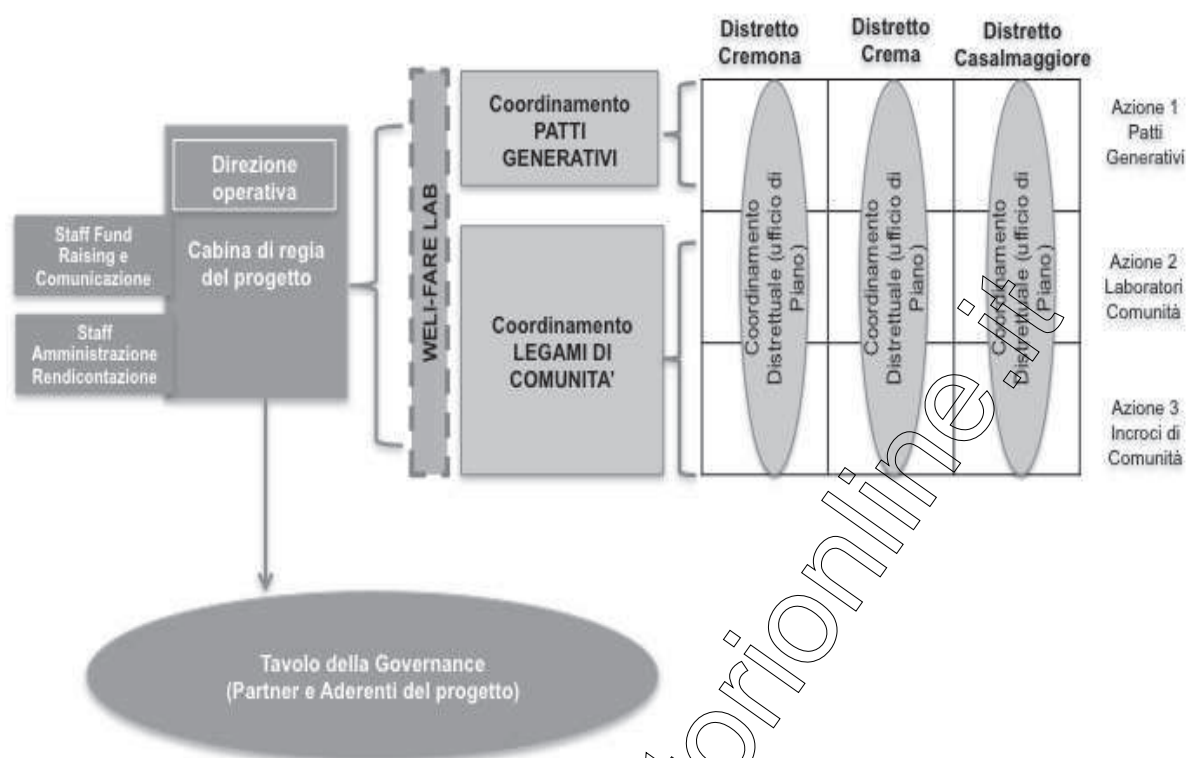 Distretto
Cremona
Distretto
Crema
Distretto
Casalmaggiore
Direzione
operativa
Cabina di regia
del progetto
Staff Fund
Raising e
Comunicazione
Staff
Amministrazione
Rendicontazione
WELI-FARE LAB
Coordinamento
PATTI
GENERATIVI
Coordinamento
LEGAMI DI
COMUNITA'
Coordinamento
Distrettuale (ufficio di
Piano)
Coordinamento
Distrettuale (ufficio di
Piano)
Coordinamento
Distrettuale (ufficio di
Piano)
Azione 1
Patti
Generativi
Azione 2
Laboratori
Comunità
Azione 3
Incroci di
Comunità
Tavolo della Governance
(Partner e Aderenti del progetto)
torionline.it